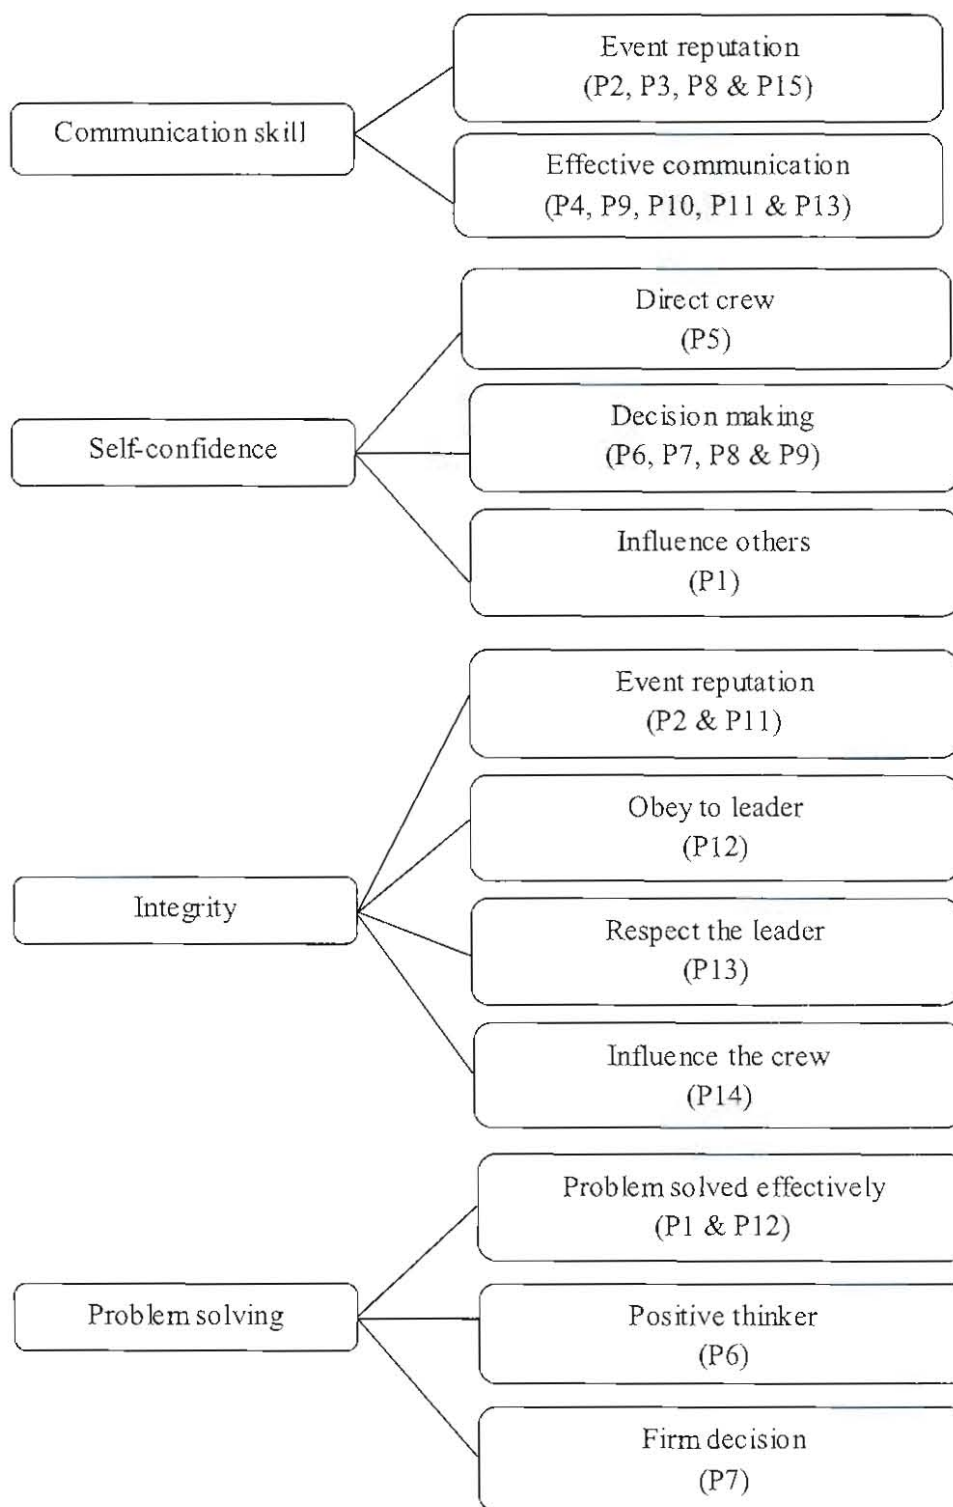 Communication skill
Event reputation
(P2, P3, P8 & P15)
Effective communication
(P4, P9, P10, P11 & P13)
Self-confidence
Direct crew
(P5)
Decision making
(P6, P7, P8 & P9)
Influence others
(P1)
Integrity
Event reputation
(P2 & P11)
Obey to leader
(P12)
Respect the leader
(P13)
Influence the crew
(P14)
Problem solving
Problem solved effectively
(P1 & P12)
Positive thinker
(P6)
Firm decision
(P7)